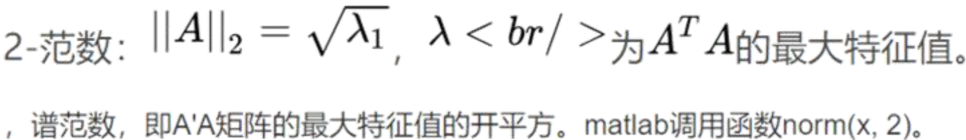 2-范数：||A||₂ = √λ₁，λ < br/ >为AᵀA的最大特征值。
，谱范数，即A'A矩阵的最大特征值的开平方。matlab调用函数norm(x, 2)。